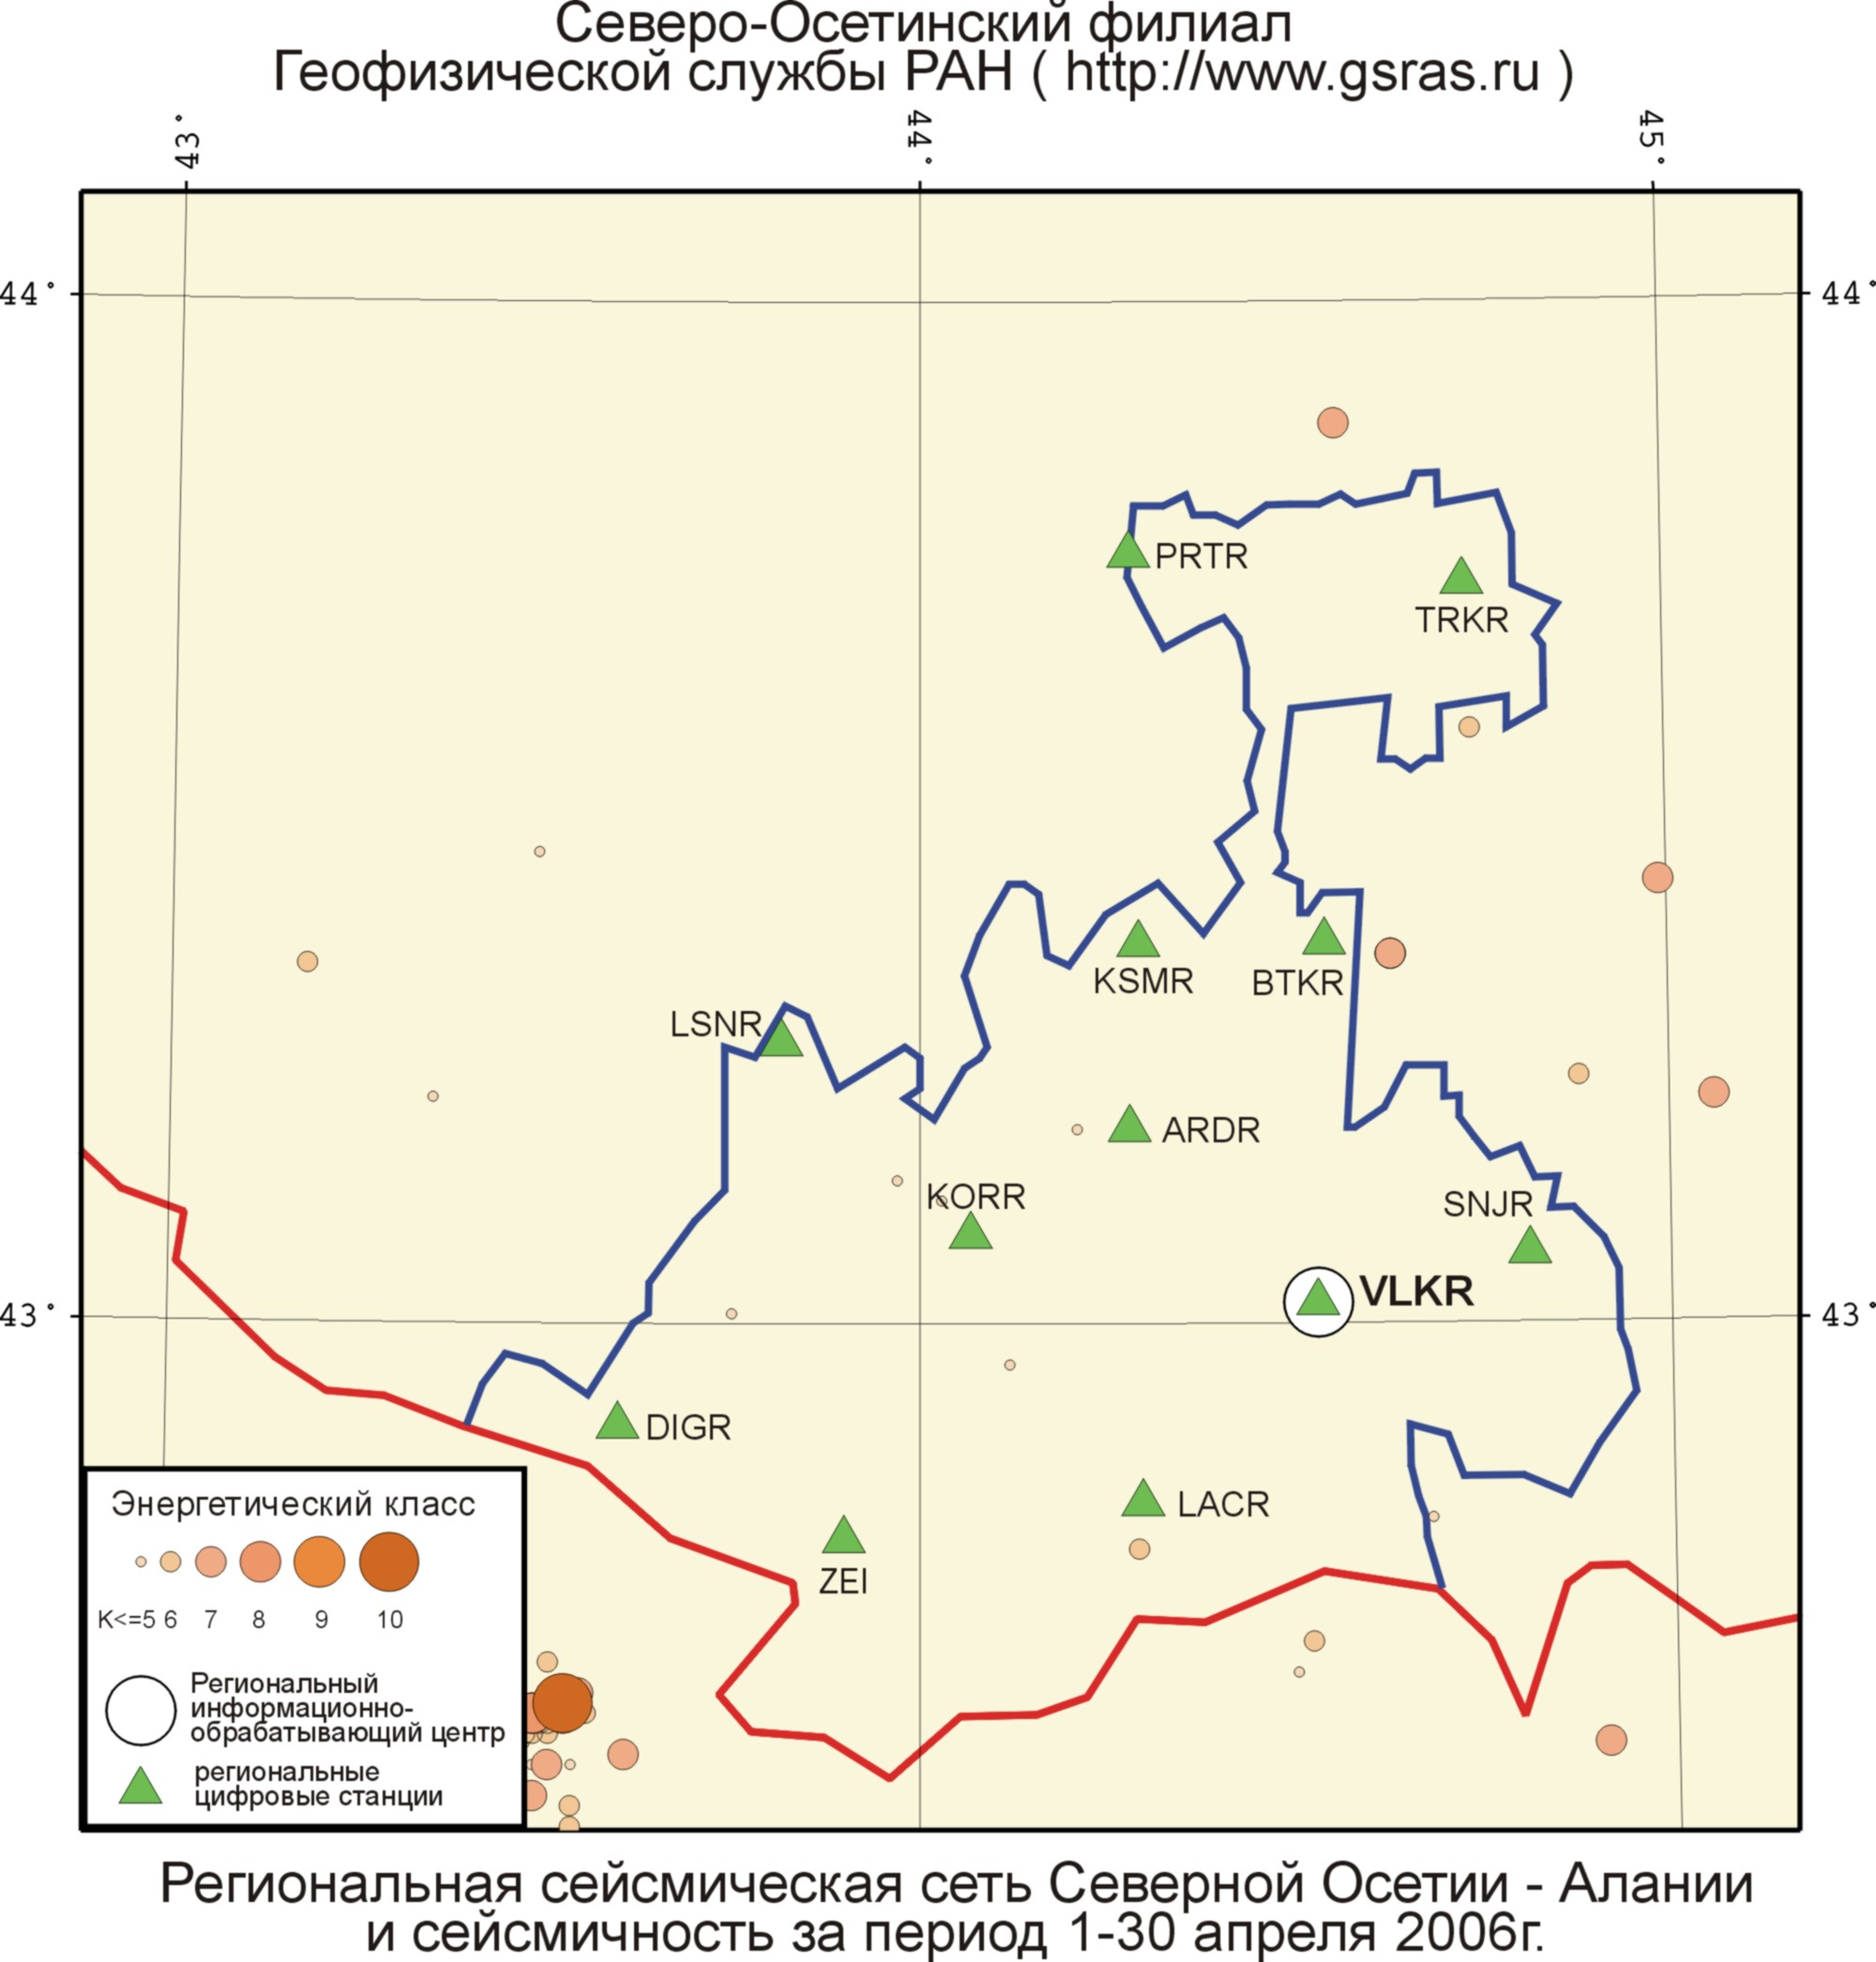 Северо-Осетинский филиал
Геофизической службы РАН ( http://www.gsras.ru )
43°
44°
45°
44°
44°
PRTR
TRKR
KSMR
BTKR
LSNR
ARDR
KORR
SNJR
VLKR
43°
43°
DIGR
LACR
ZEI
Энергетический класс
K<=5 6 7 8 9 10
Региональный
информационно-
обрабатывающий центр
региональные
цифровые станции
Региональная сейсмическая сеть Северной Осетии - Алании
и сейсмичность за период 1-30 апреля 2006г.